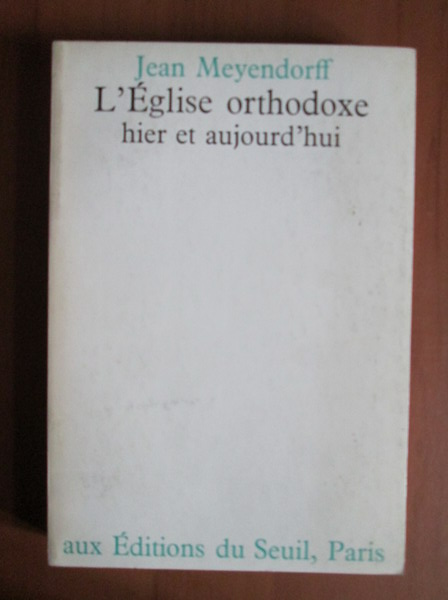 Jean Meyendorff
L'Église orthodoxe
hier et aujourd'hui
aux Éditions du Seuil, Paris